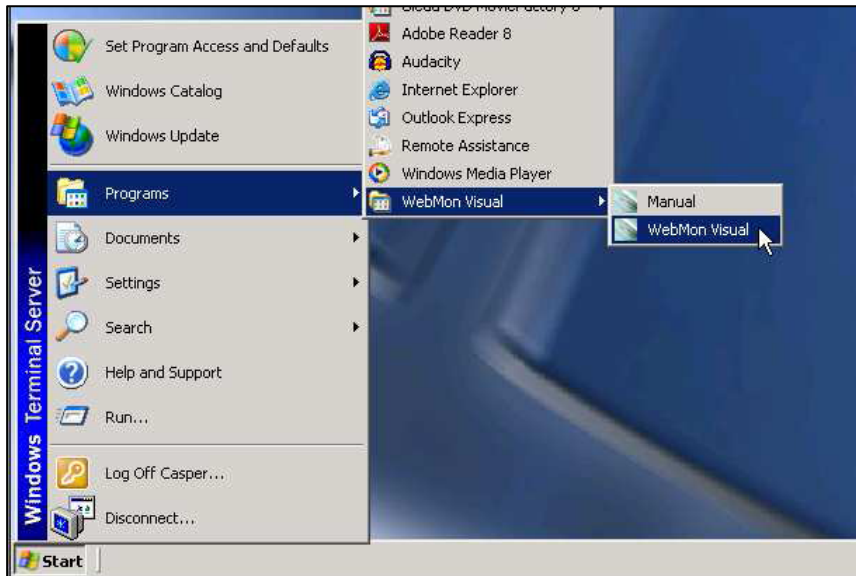 Adobe Reader 8
Audacity
Internet Explorer
Outlook Express
Remote Assistance
Windows Media Player
WebMon Visual
Manual
WebMon Visual
Set Program Access and Defaults
Windows Catalog
Windows Update
Programs
Documents
Settings
Search
Help and Support
Run...
Log Off Casper...
Disconnect...
Windows Terminal Server
Start